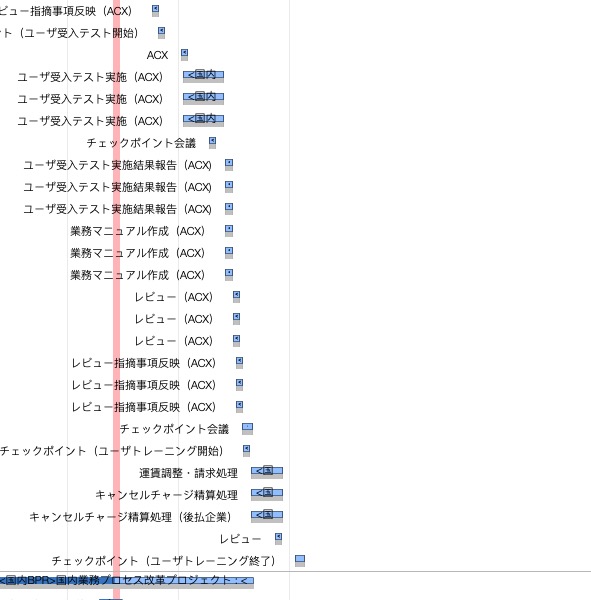 ビュー指摘事項反映（ACX）
ト（ユーザ受入テスト開始）
ACX
ユーザ受入テスト実施（ACX） <国内
ユーザ受入テスト実施（ACX） <国内
ユーザ受入テスト実施（ACX） <国内
チェックポイント会議
ユーザ受入テスト実施結果報告（ACX)
ユーザ受入テスト実施結果報告（ACX)
ユーザ受入テスト実施結果報告（ACX)
業務マニュアル作成（ACX)
業務マニュアル作成（ACX)
業務マニュアル作成（ACX)
レビュー（ACX)
レビュー（ACX)
レビュー（ACX)
レビュー指摘事項反映（ACX)
レビュー指摘事項反映（ACX)
レビュー指摘事項反映（ACX)
チェックポイント会議
チェックポイント（ユーザトレーニング開始）
運賃調整・請求処理 <国
キャンセルチャージ精算処理 <国
キャンセルチャージ精算処理（後払企業） <国
レビュー
チェックポイント（ユーザトレーニング終了）
<国内BPR>国内業務プロセス改革プロジェクト：<